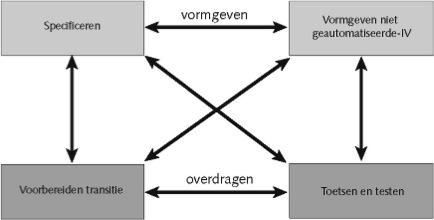 Specificeren
vormgeven
Vormgeven niet
geautomatiseerde-IV
Voorbereiden transitie
overdragen
Toetsen en testen